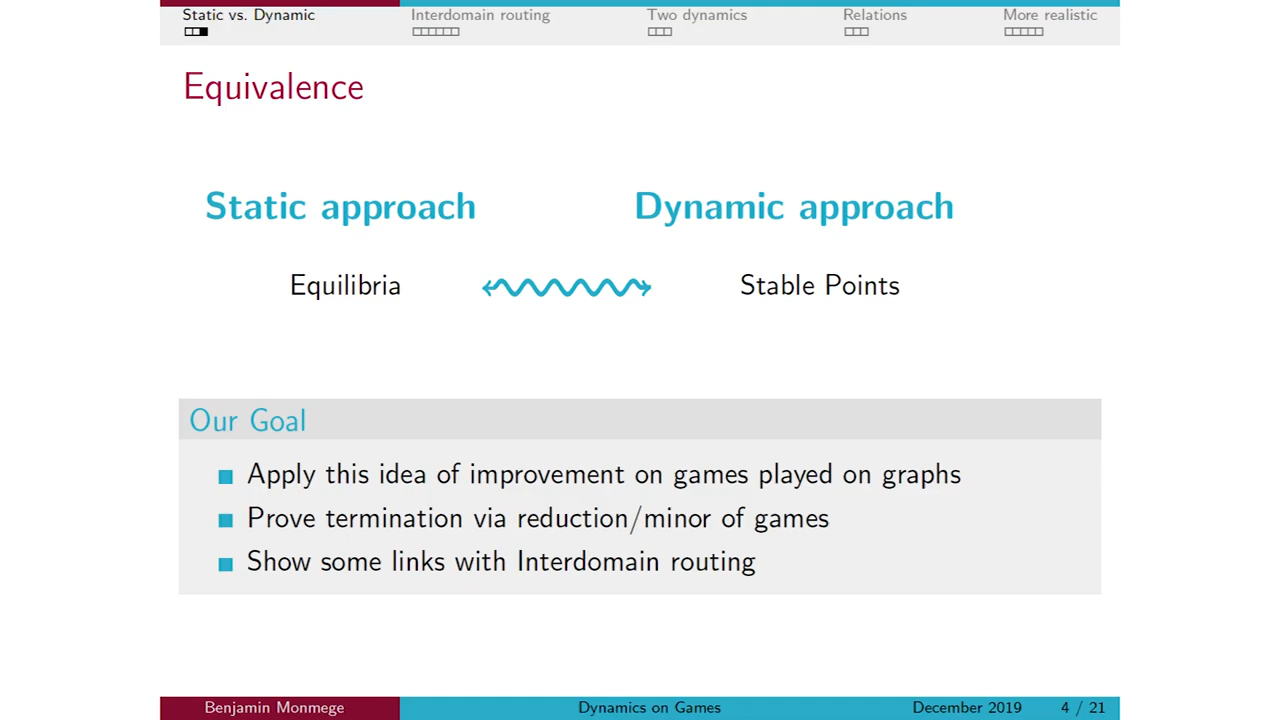 Static vs. Dynamic Interdomain routing Two dynamics Relations More realistic
Equivalence
Static approach Dynamic approach
Equilibria Stable Points
Our Goal
Apply this idea of improvement on games played on graphs
Prove termination via reduction/minor of games
Show some links with Interdomain routing
Benjamin Monmege Dynamics on Games December 2019 4 / 21